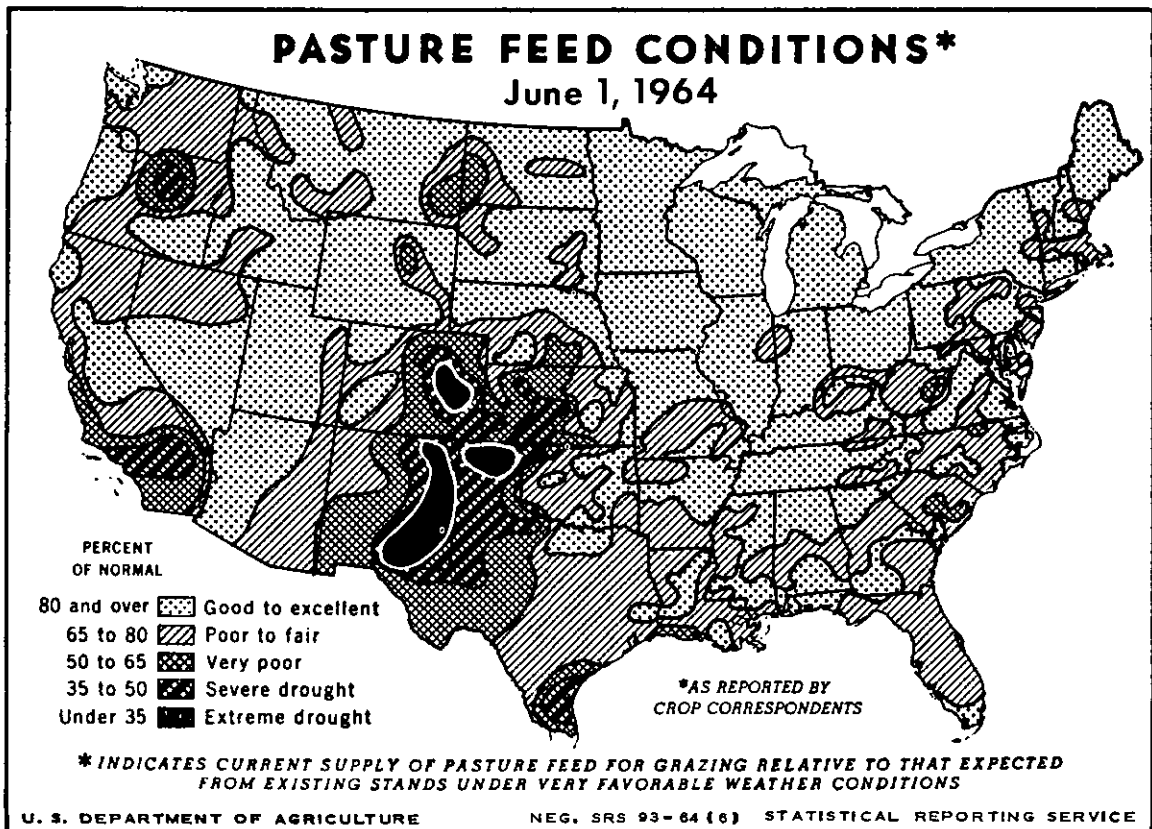 PASTURE FEED CONDITIONS*
June 1, 1964
PERCENT
OF NORMAL
80 and over Good to excellent
65 to 80 Poor to fair
50 to 65 Very poor
35 to 50 Severe drought
Under 35 Extreme drought
*AS REPORTED BY
CROP CORRESPONDENTS
* INDICATES CURRENT SUPPLY OF PASTURE FEED FOR GRAZING RELATIVE TO THAT EXPECTED
FROM EXISTING STANDS UNDER VERY FAVORABLE WEATHER CONDITIONS
U. S. DEPARTMENT OF AGRICULTURE NEG. SRS 93-64 (6) STATISTICAL REPORTING SERVICE